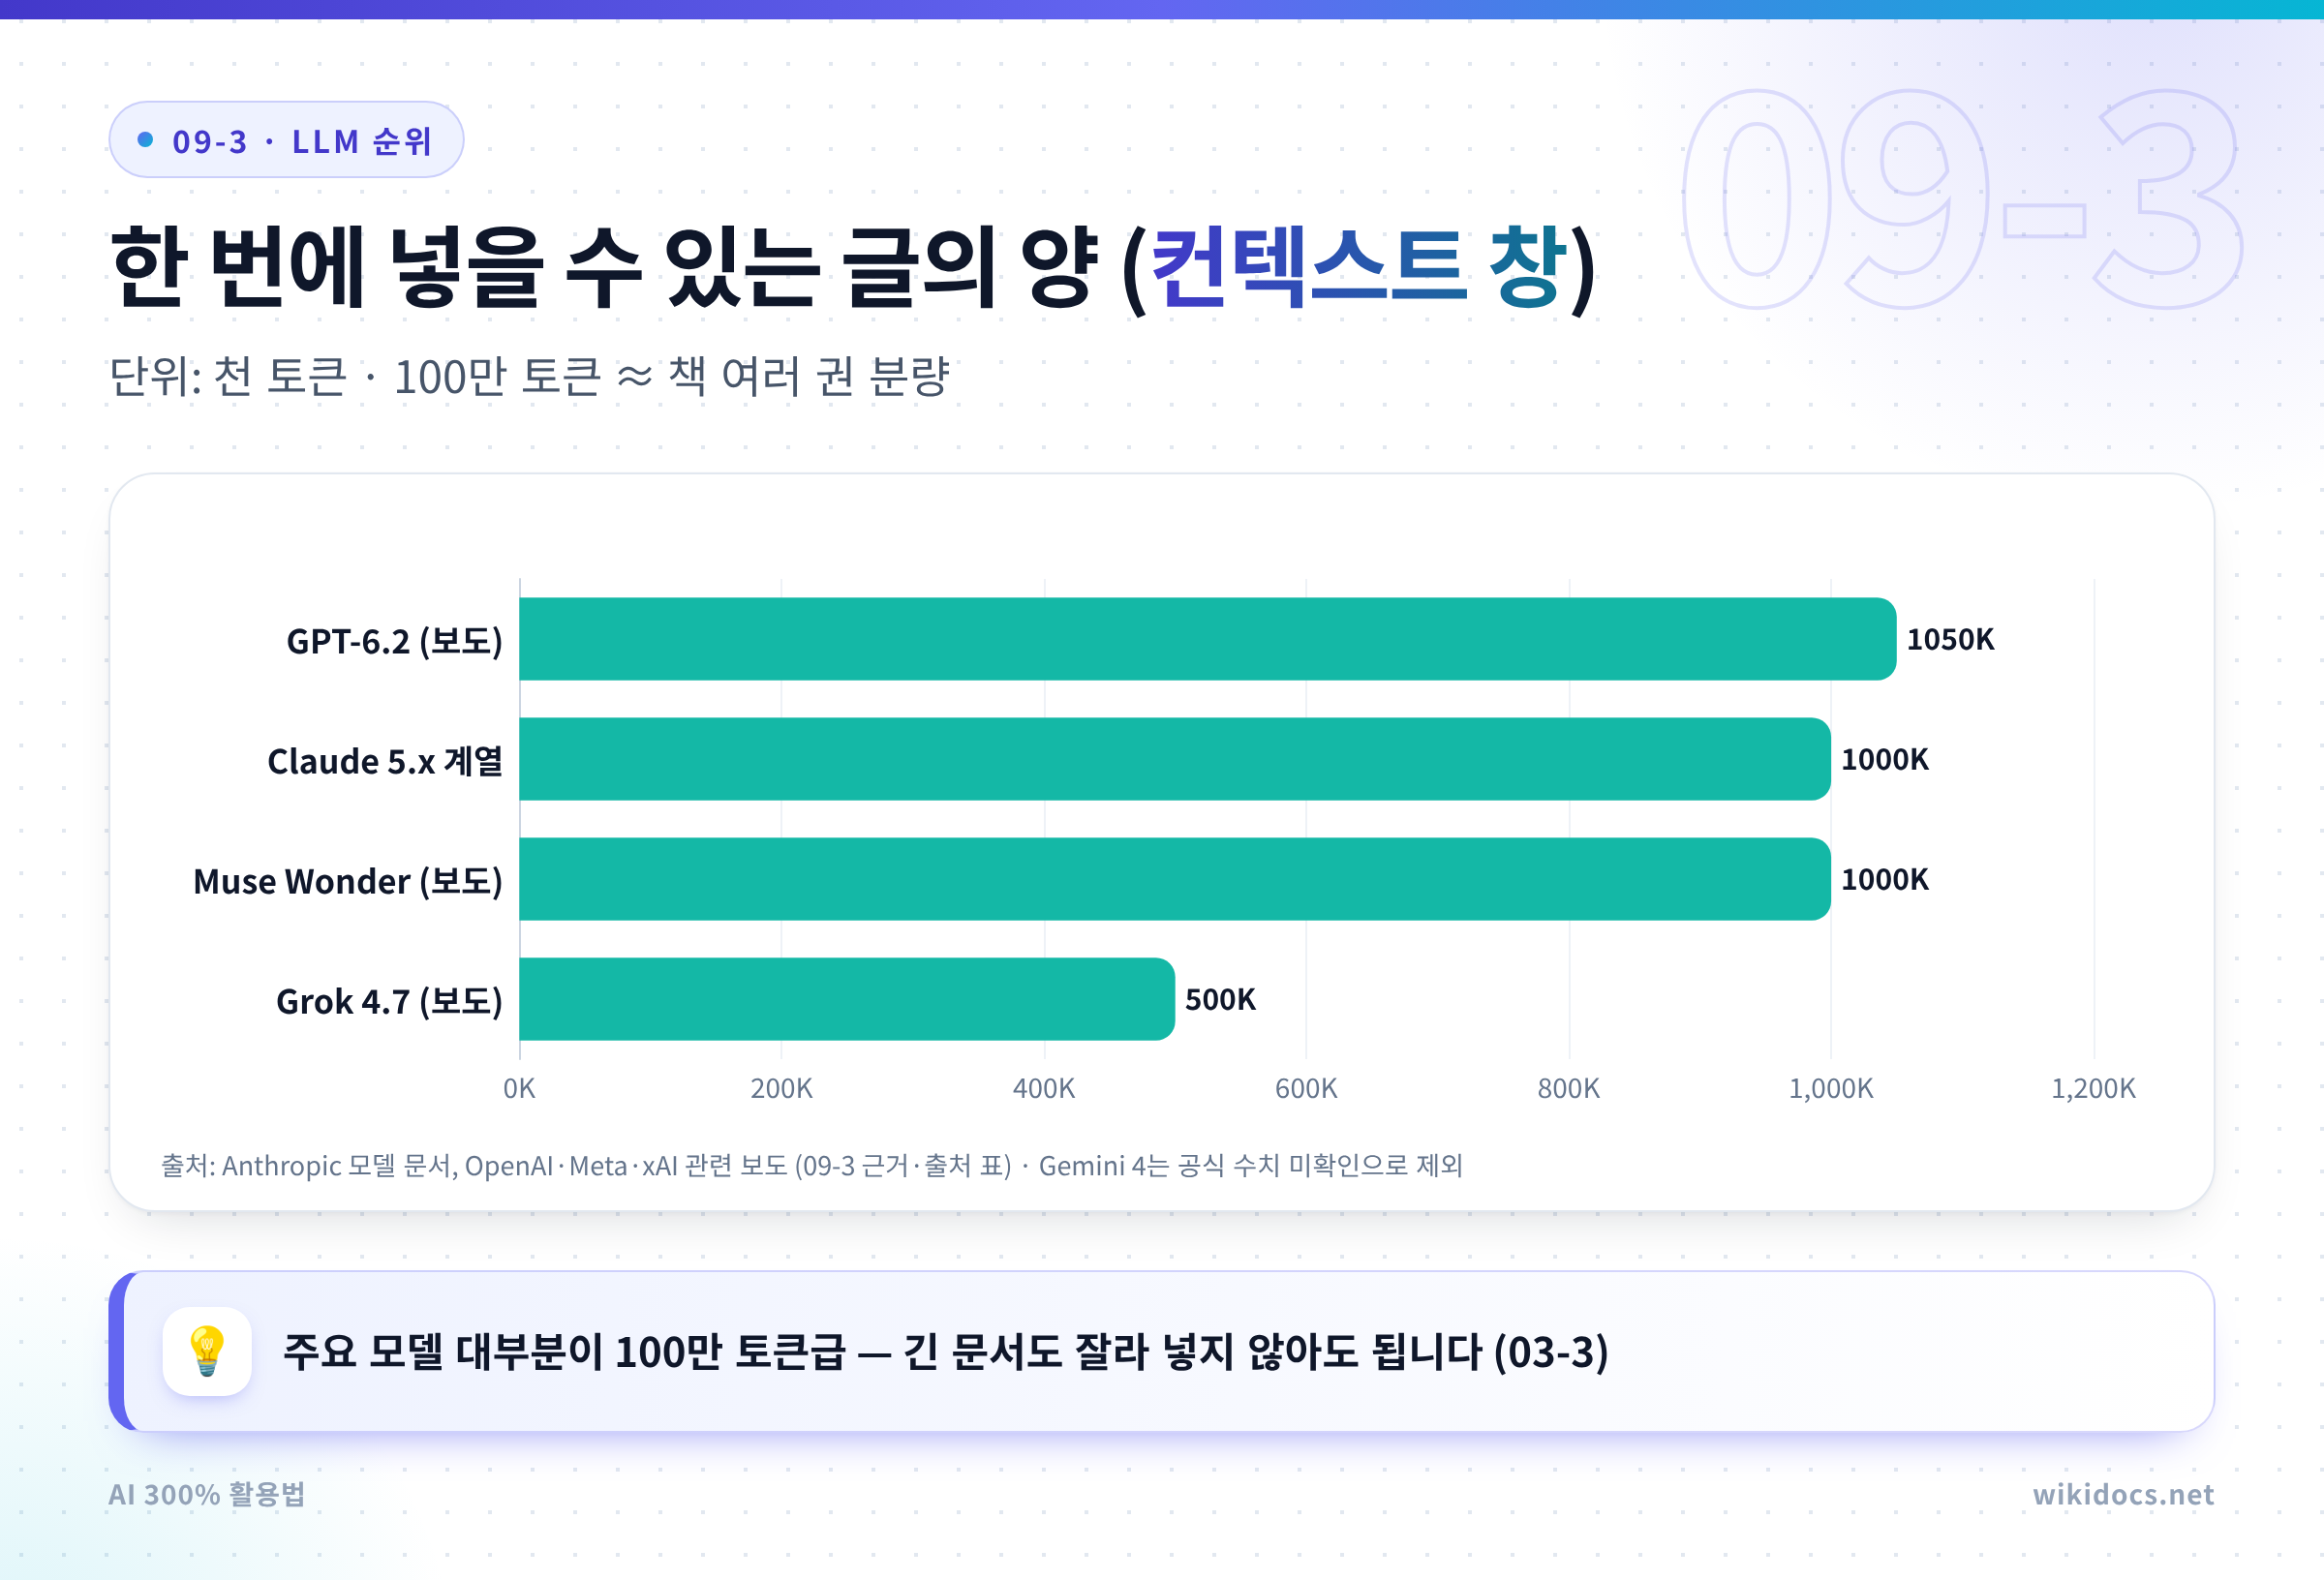 09-3 · LLM 순위
09-3
한 번에 넣을 수 있는 글의 양 (컨텍스트 창)
단위: 천 토큰 · 100만 토큰 ≈ 책 여러 권 분량
GPT-6.2 (보도) 1050K
Claude 5.x 계열 1000K
Muse Wonder (보도) 1000K
Grok 4.7 (보도) 500K
0K 200K 400K 600K 800K 1,000K 1,200K
출처: Anthropic 모델 문서, OpenAI·Meta·xAI 관련 보도 (09-3 근거·출처 표) · Gemini 4는 공식 수치 미확인으로 제외
주요 모델 대부분이 100만 토큰급 — 긴 문서도 잘라 넣지 않아도 됩니다 (03-3)
AI 300% 활용법
wikidocs.net